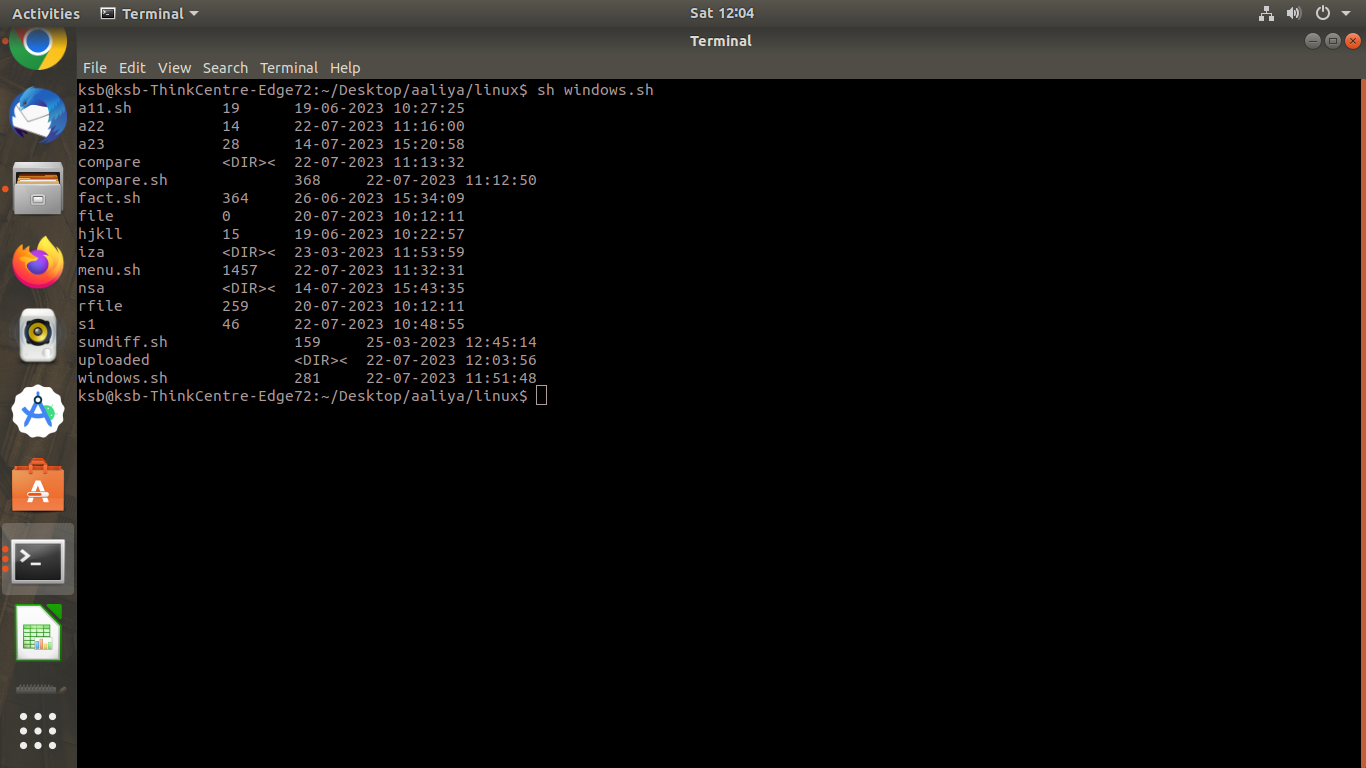 Activities Terminal Sat 12:04
Terminal
File Edit View Search Terminal Help
ksb@ksb-ThinkCentre-Edge72:~/Desktop/aaliya/linux$ sh windows.sh
a11.sh 19 19-06-2023 10:27:25
a22 14 22-07-2023 11:16:00
a23 28 14-07-2023 15:20:58
compare <DIR>< 22-07-2023 11:13:32
compare.sh 368 22-07-2023 11:12:50
fact.sh 364 26-06-2023 15:34:09
file 0 20-07-2023 10:12:11
hjkll 15 19-06-2023 10:22:57
iza <DIR>< 23-03-2023 11:53:59
menu.sh 1457 22-07-2023 11:32:31
nsa <DIR>< 14-07-2023 15:43:35
rfile 259 20-07-2023 10:12:11
s1 46 22-07-2023 10:48:55
sumdiff.sh 159 25-03-2023 12:45:14
uploaded <DIR>< 22-07-2023 12:03:56
windows.sh 281 22-07-2023 11:51:48
ksb@ksb-ThinkCentre-Edge72:~/Desktop/aaliya/linux$